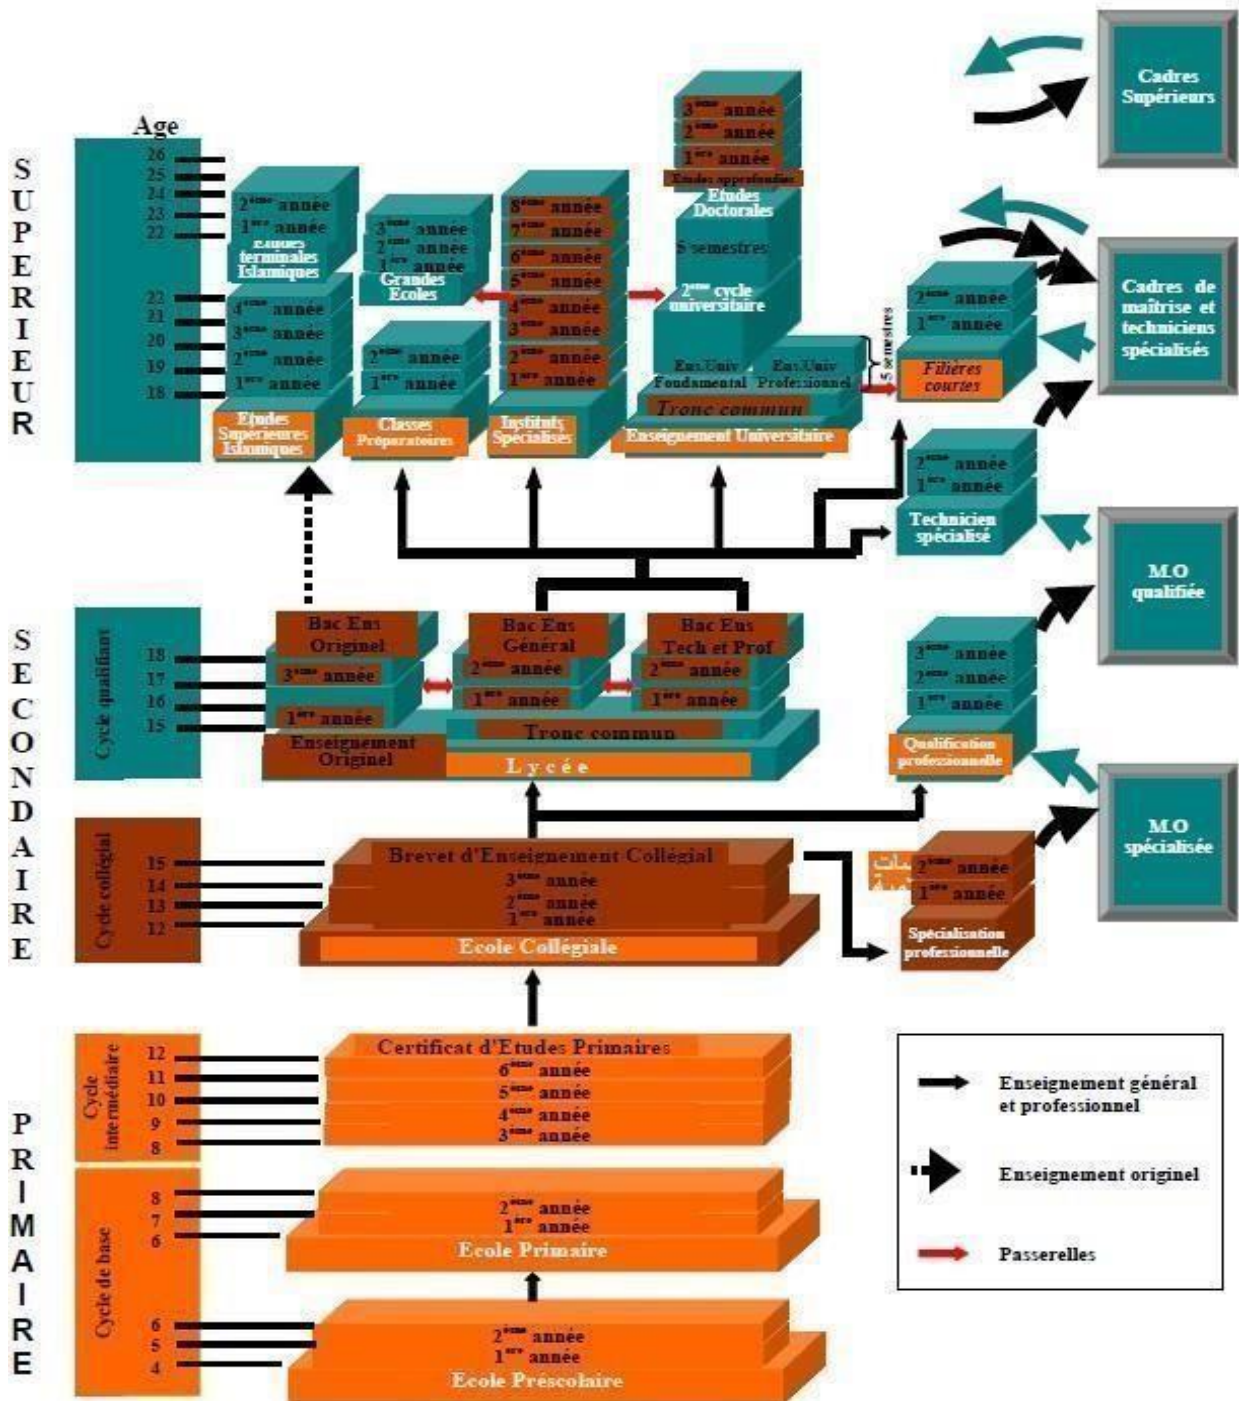 Age
SUPERIEUR
26
25
24
23
22
22
21
20
19
18
2ème année
1ère année
Etudes
terminales
Islamiques
4ème année
3ème année
2ème année
1ère année
Etudes
Supérieures
Islamiques
3ème année
2ème année
1ère année
Grandes
Ecoles
2ème année
1ère année
Classes
Préparatoires
8ème année
7ème année
6ème année
5ème année
4ème année
3ème année
2ème année
1ère année
Instituts
Spécialisés
3ème année
2ème année
1ère année
Etudes approfondies
Etudes
Doctorales
5 semestres
2ème cycle
universitaire
Ens.Univ
Fondamental
Ens.Univ
Professionnel
Tronc commun
Enseignement Universitaire
5 semestres
2ème année
1ère année
Filières
courtes
2ème année
1ère année
Technicien
spécialisé
Cadres
Supérieurs
Cadres de
maîtrise et
techniciens
spécialisés
M.O
qualifiée
M.O
spécialisée
SECONDAIRE
Cycle qualifiant
18
17
16
15
Bac Ens
Originel
3ème année
1ère année
Enseignement
Originel
Bac Ens
Général
2ème année
1ère année
Bac Ens
Tech et Prof
2ème année
1ère année
Tronc commun
Lycée
3ème année
2ème année
1ère année
Qualification
professionnelle
Cycle collégial
15
14
13
12
Brevet d'Enseignement Collégial
3ème année
2ème année
1ère année
Ecole Collégiale
2ème année
1ère année
Spécialisation
professionnelle
PRIMAIRE
Cycle
intermédiaire
12
11
10
9
8
Certificat d'Etudes Primaires
6ème année
5ème année
4ème année
3ème année
Cycle de base
8
7
6
2ème année
1ère année
Ecole Primaire
6
5
4
2ème année
1ère année
Ecole Préscolaire
Enseignement général
et professionnel
Enseignement originel
Passerelles